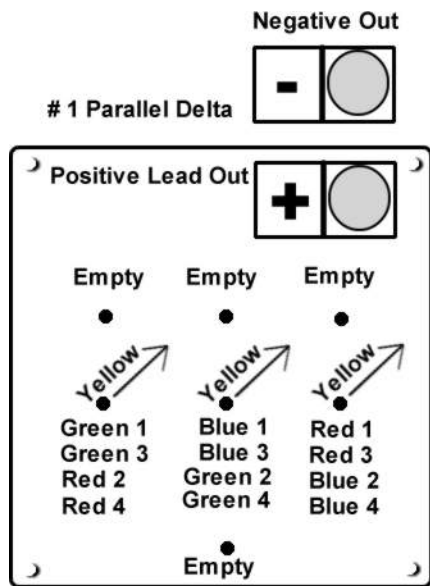 Negative Out
-
# 1 Parallel Delta
Positive Lead Out
+
Empty Empty Empty
Yellow Yellow Yellow
Green 1 Blue 1 Red 1
Green 3 Blue 3 Red 3
Red 2 Green 2 Blue 2
Red 4 Green 4 Blue 4
Empty